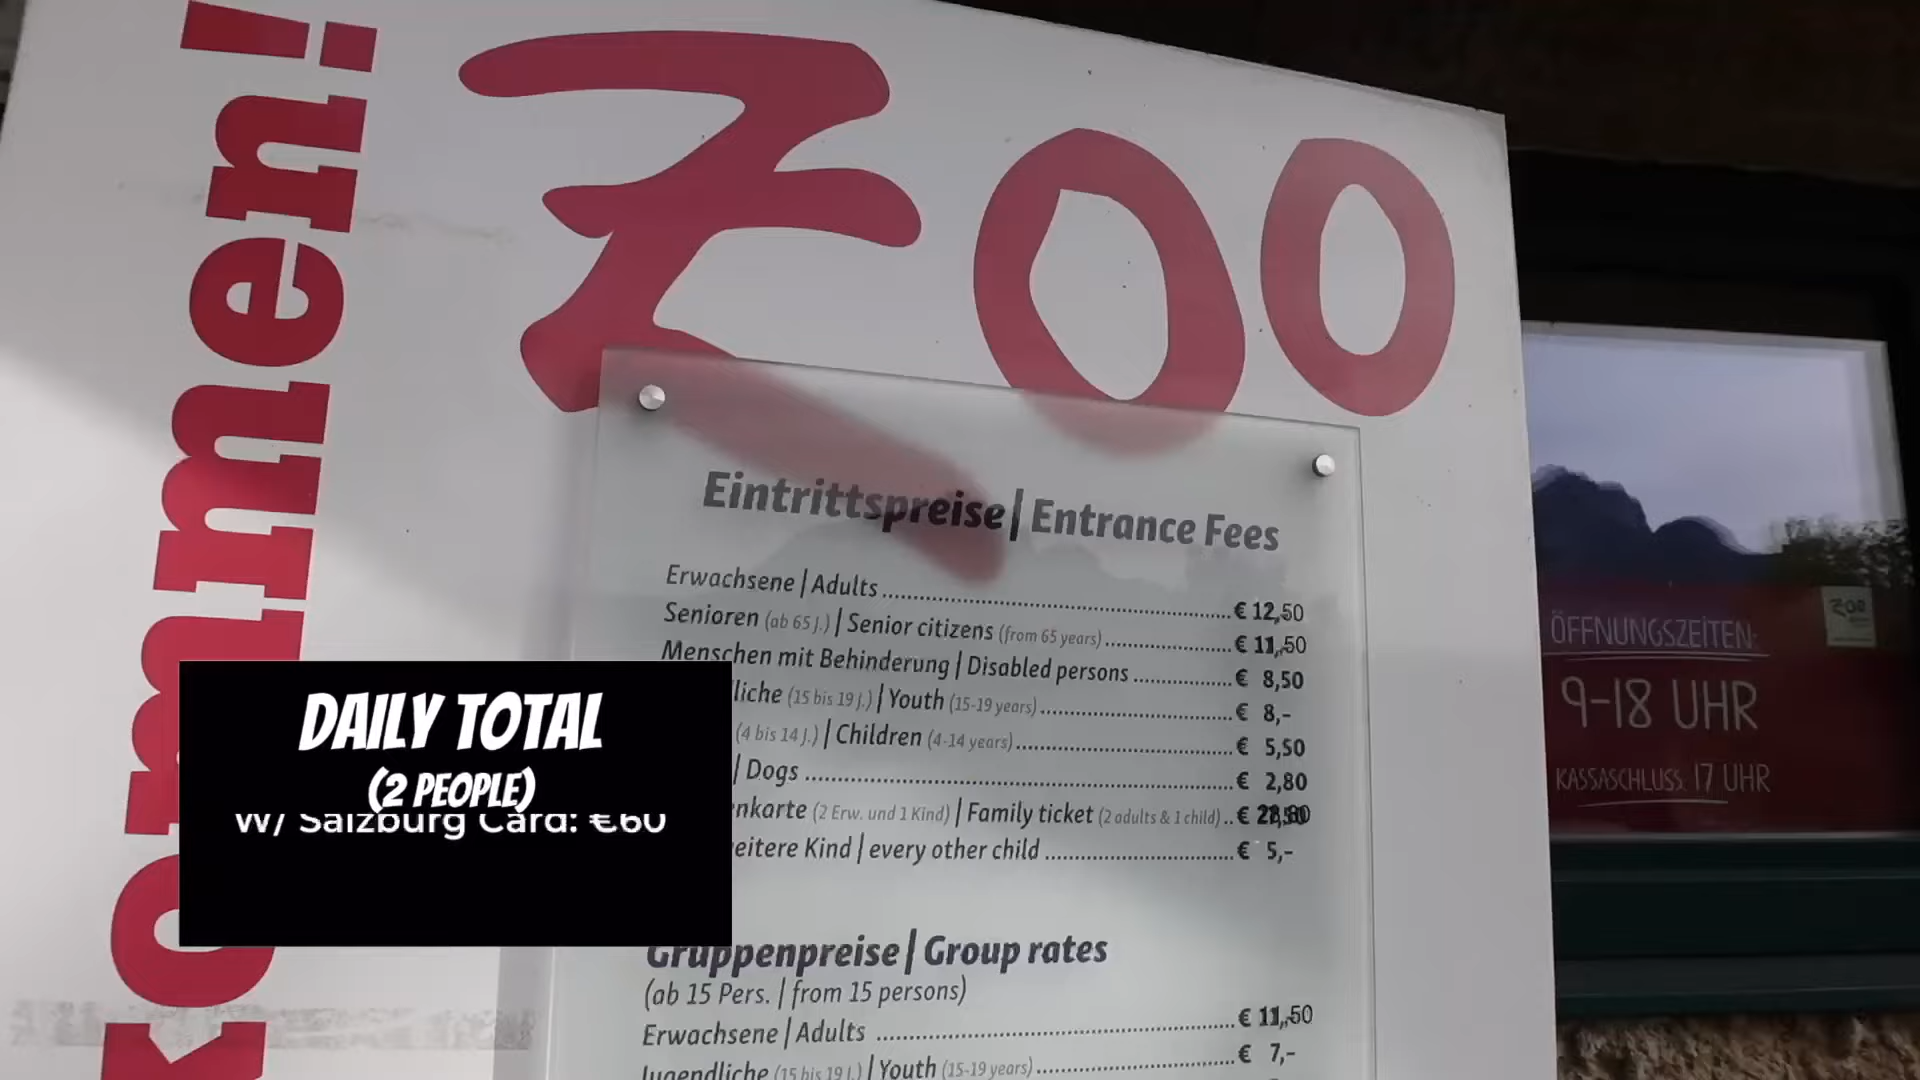 kommen!
Zoo
Eintrittspreise | Entrance Fees
Erwachsene | Adults ........ € 12,50
Senioren (ab 65 J.) | Senior citizens (from 65 years) ........ € 11,50
Menschen mit Behinderung | Disabled persons ........ € 8,50
liche (15 bis 19 J.) | Youth (15-19 years) ........ € 8,-
(4 bis 14 J.) | Children (4-14 years) ........ € 5,50
| Dogs ........ € 2,80
nkarte (2 Erw. und 1 Kind) | Family ticket (2 adults & 1 child) .. €
eitere Kind | every other child ........ € 5,-
Gruppenpreise | Group rates
(ab 15 Pers. | from 15 persons)
Erwachsene | Adults ........ € 11,50
Jugendliche (15 bis 19 J.) | Youth (15-19 years) ........ € 7,-
DAILY TOTAL
(2 PEOPLE)
W/ Salzburg Card: €60
ÖFFNUNGSZEITEN:
9-18 UHR
KASSASCHLUSS: 17 UHR
ZOO